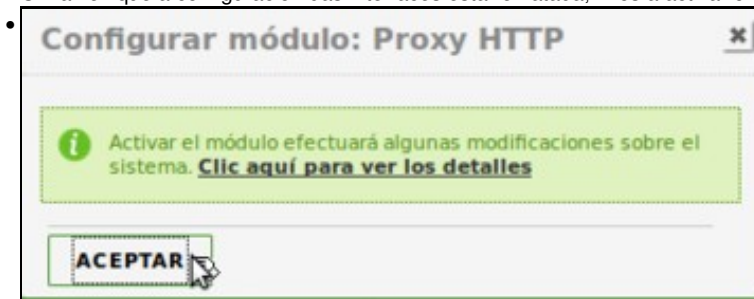 Configurar módulo: Proxy HTTP
Activar el módulo efectuará algunas modificaciones sobre el
sistema. Clic aquí para ver los detalles
ACEPTAR